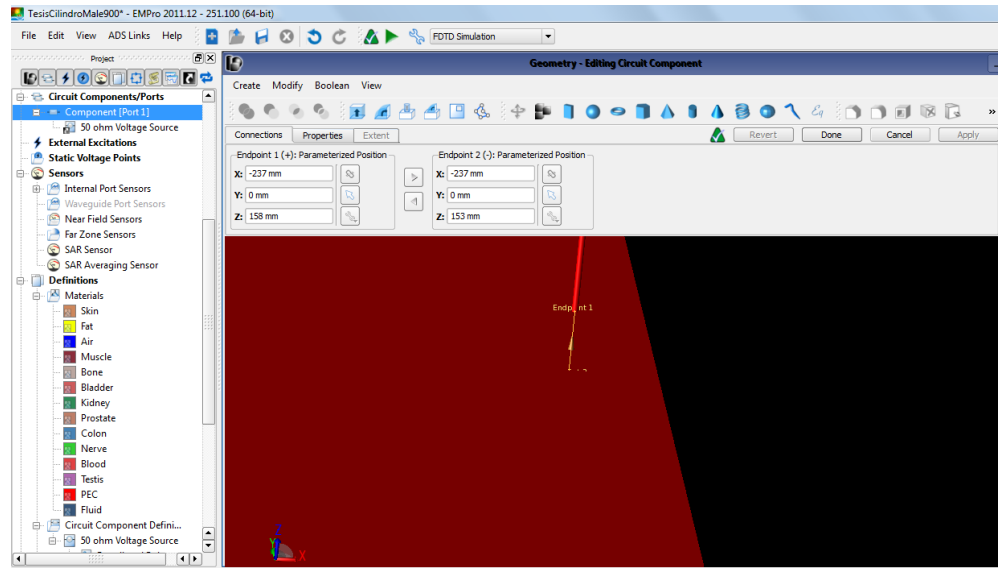 TesisCilindroMale900* - EMPro 2011.12 - 251.100 (64-bit)
File Edit View ADS Links Help FDTD Simulation
Project
Geometry - Editing Circuit Component
Create Modify Boolean View
Circuit Components/Ports
Component [Port 1]
50 ohm Voltage Source
External Excitations
Static Voltage Points
Sensors
Internal Port Sensors
Waveguide Port Sensors
Near Field Sensors
Far Zone Sensors
SAR Sensor
SAR Averaging Sensor
Definitions
Materials
Skin
Fat
Air
Muscle
Bone
Bladder
Kidney
Prostate
Colon
Nerve
Blood
Testis
PEC
Fluid
Circuit Component Defini...
50 ohm Voltage Source
Connections Properties Extent Revert Done Cancel Apply
Endpoint 1 (+): Parameterized Position Endpoint 2 (-): Parameterized Position
X: -237 mm X: -237 mm
Y: 0 mm Y: 0 mm
Z: 158 mm Z: 153 mm
Z
Y
X